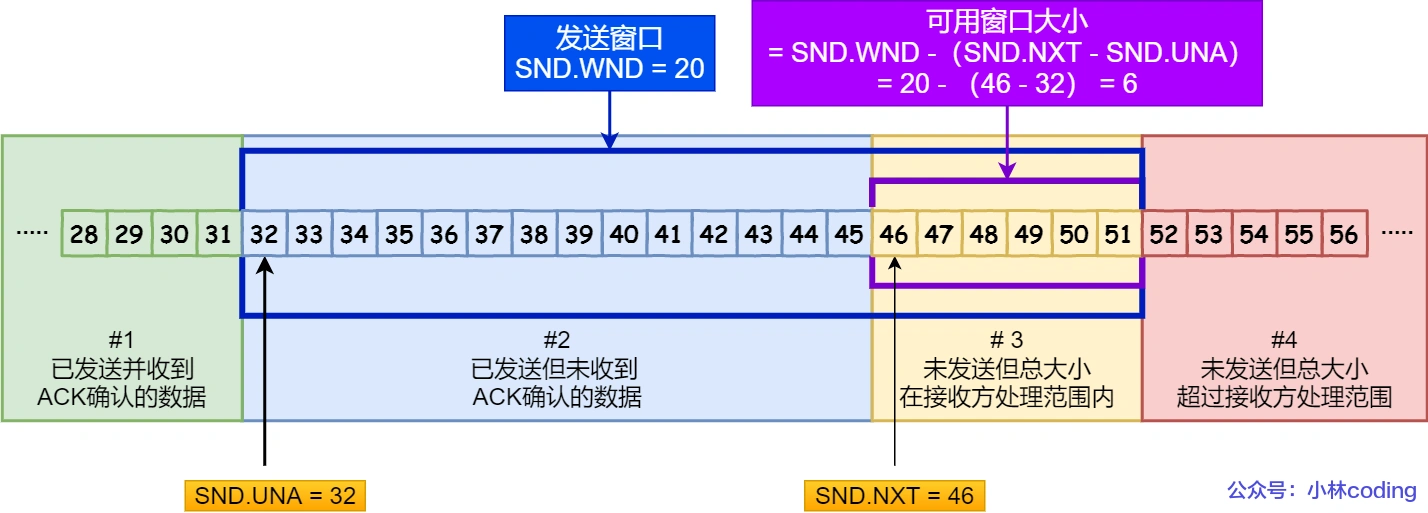 发送窗口
SND.WND = 20
可用窗口大小
= SND.WND -（SND.NXT - SND.UNA）
= 20 - （46 - 32） = 6
..... 28 29 30 31 32 33 34 35 36 37 38 39 40 41 42 43 44 45 46 47 48 49 50 51 52 53 54 55 56 .....
#1
已发送并收到
ACK确认的数据
#2
已发送但未收到
ACK确认的数据
# 3
未发送但总大小
在接收方处理范围内
#4
未发送但总大小
超过接收方处理范围
SND.UNA = 32
SND.NXT = 46
公众号：小林coding